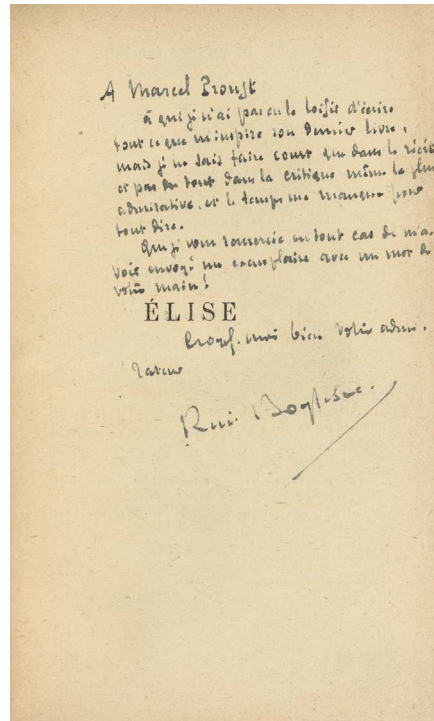 A Marcel Proust
à qui je n'ai pas eu le loisir d'écrire
tout ce que m'inspire son dernier livre,
mais je ne sais faire court que dans le récit
et pas du tout dans la critique même la plus
admirative, et le temps me manque pour
tout dire.
Que je vous remercie en tout cas de m'a-
voir envoyé un exemplaire avec un mot de
votre main !
ÉLISE
Croyez-moi bien votre admi-
rateur
René Boylesve.